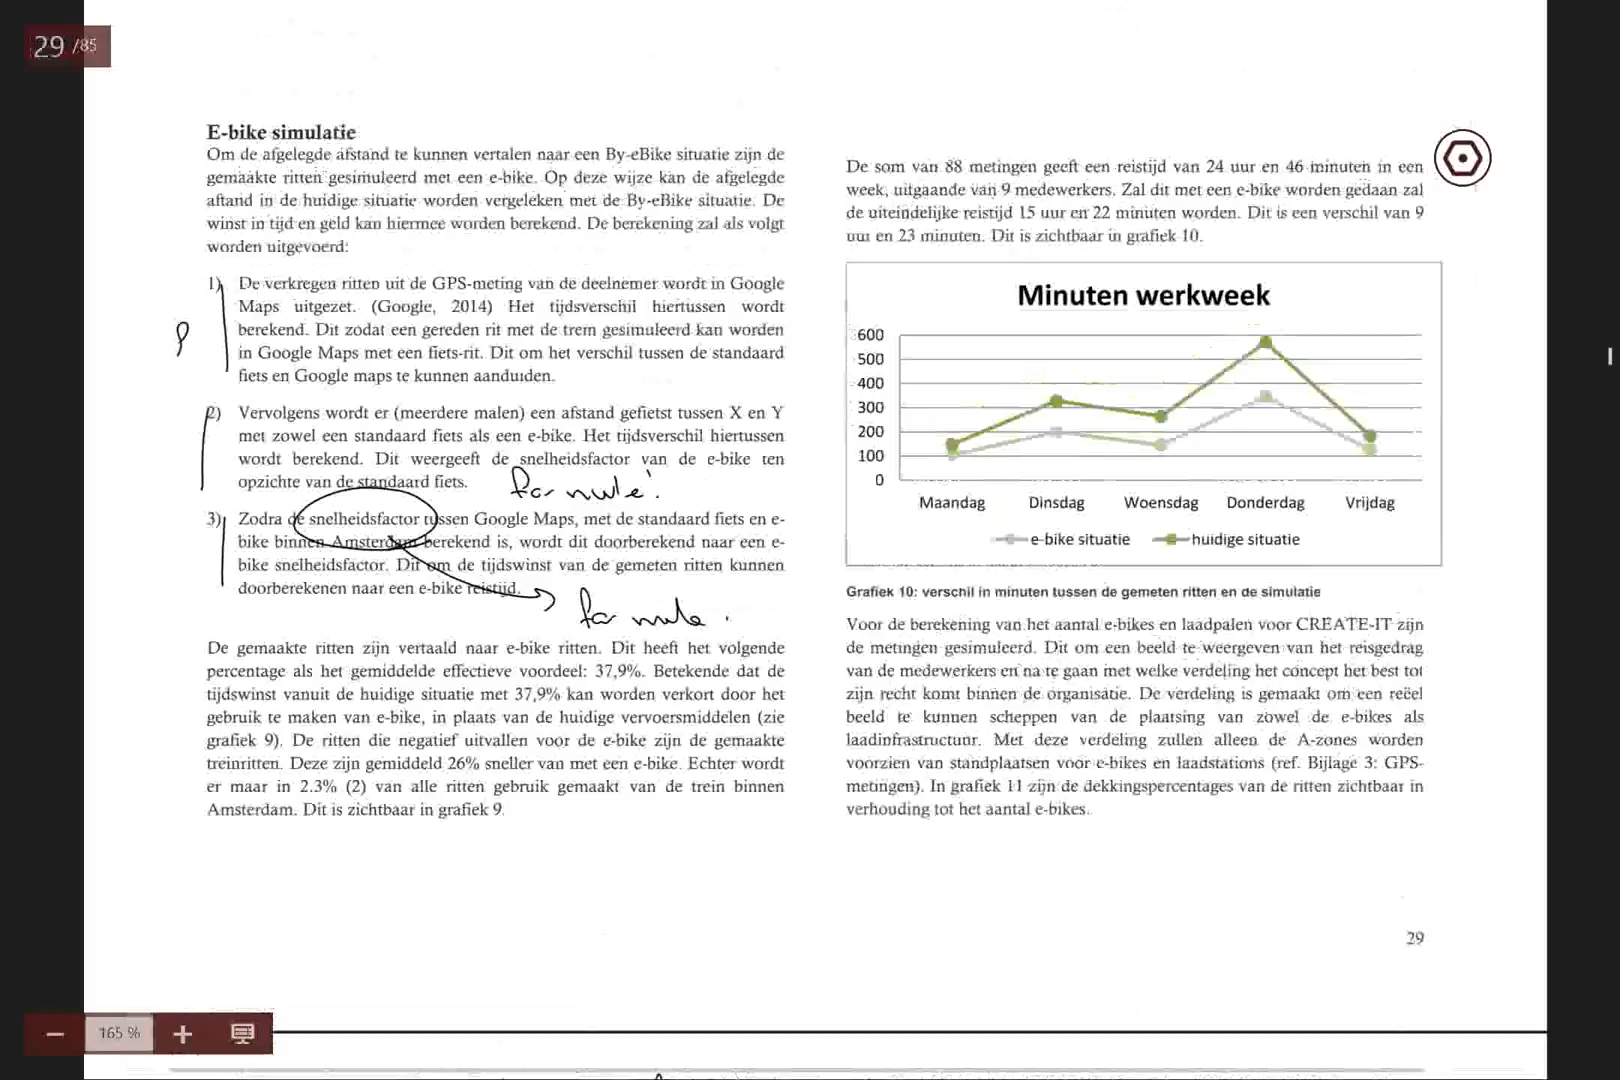 29 /85
E-bike simulatie
Om de afgelegde afstand te kunnen vertalen naar een By-eBike situatie zijn de
gemaakte ritten gesimuleerd met een e-bike. Op deze wijze kan de afgelegde
aftand in de huidige situatie worden vergeleken met de By-eBike situatie. De
winst in tijd en geld kan hiermee worden berekend. De berekening zal als volgt
worden uitgevoerd:
1) De verkregen ritten uit de GPS-meting van de deelnemer wordt in Google
Maps uitgezet. (Google, 2014) Het tijdsverschil hiertussen wordt
berekend. Dit zodat een gereden rit met de trem gesimuleerd kan worden
in Google Maps met een fiets-rit. Dit om het verschil tussen de standaard
fiets en Google maps te kunnen aanduiden.
2) Vervolgens wordt er (meerdere malen) een afstand gefietst tussen X en Y
met zowel een standaard fiets als een e-bike. Het tijdsverschil hiertussen
wordt berekend. Dit weergeeft de snelheidsfactor van de e-bike ten
opzichte van de standaard fiets.
formule
3) Zodra de snelheidsfactor tussen Google Maps, met de standaard fiets en e-
bike binnen Amsterdam berekend is, wordt dit doorberekend naar een e-
bike snelheidsfactor. Dit om de tijdswinst van de gemeten ritten kunnen
doorberekenen naar een e-bike reistijd.
formule.
De gemaakte ritten zijn vertaald naar e-bike ritten. Dit heeft het volgende
percentage als het gemiddelde effectieve voordeel: 37,9%. Betekende dat de
tijdswinst vanuit de huidige situatie met 37,9% kan worden verkort door het
gebruik te maken van e-bike, in plaats van de huidige vervoersmiddelen (zie
grafiek 9). De ritten die negatief uitvallen voor de e-bike zijn de gemaakte
treinritten. Deze zijn gemiddeld 26% sneller van met een e-bike. Echter wordt
er maar in 2.3% (2) van alle ritten gebruik gemaakt van de trein binnen
Amsterdam. Dit is zichtbaar in grafiek 9.
De som van 88 metingen geeft een reistijd van 24 uur en 46 minuten in een
week, uitgaande van 9 medewerkers. Zal dit met een e-bike worden gedaan zal
de uiteindelijke reistijd 15 uur en 22 minuten worden. Dit is een verschil van 9
uur en 23 minuten. Dit is zichtbaar in grafiek 10.
Minuten werkweek
600
500
400
300
200
100
0
Maandag Dinsdag Woensdag Donderdag Vrijdag
e-bike situatie huidige situatie
Grafiek 10: verschil in minuten tussen de gemeten ritten en de simulatie
Voor de berekening van het aantal e-bikes en laadpalen voor CREATE-IT zijn
de metingen gesimuleerd. Dit om een beeld te weergeven van het reisgedrag
van de medewerkers en na te gaan met welke verdeling het concept het best tot
zijn recht komt binnen de organisatie. De verdeling is gemaakt om een reëel
beeld te kunnen scheppen van de plaatsing van zowel de e-bikes als
laadinfrastructuur. Met deze verdeling zullen alleen de A-zones worden
voorzien van standplaatsen voor e-bikes en laadstations (ref. Bijlage 3: GPS-
metingen). In grafiek 11 zijn de dekkingspercentages van de ritten zichtbaar in
verhouding tot het aantal e-bikes.
29
165 %